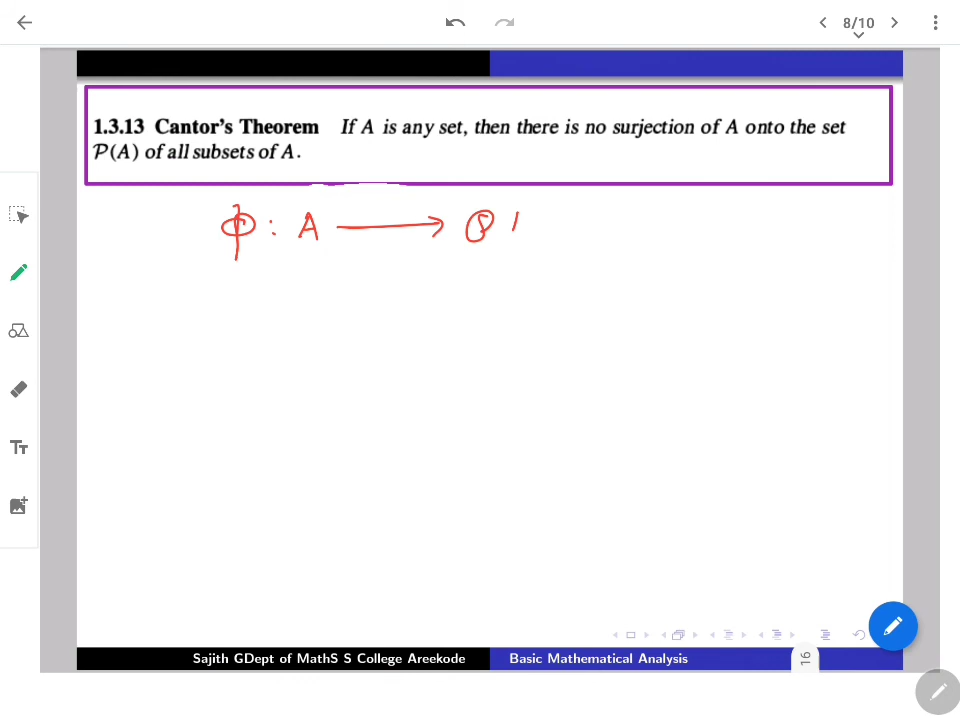 8/10
1.3.13 Cantor's Theorem If A is any set, then there is no surjection of A onto the set
P(A) of all subsets of A.
ϕ : A ⟶ P
TT
Sajith GDept of MathS S College Areekode Basic Mathematical Analysis 16